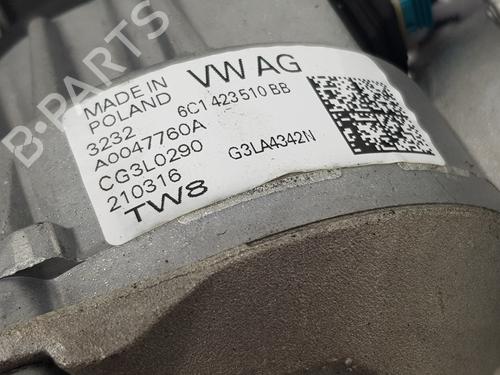 MADE IN VW AG
POLAND
3232 6C1 423 510 BB
A0047760A
CG3L0290 G3LA4342N
210316
TW8
B-PARTS